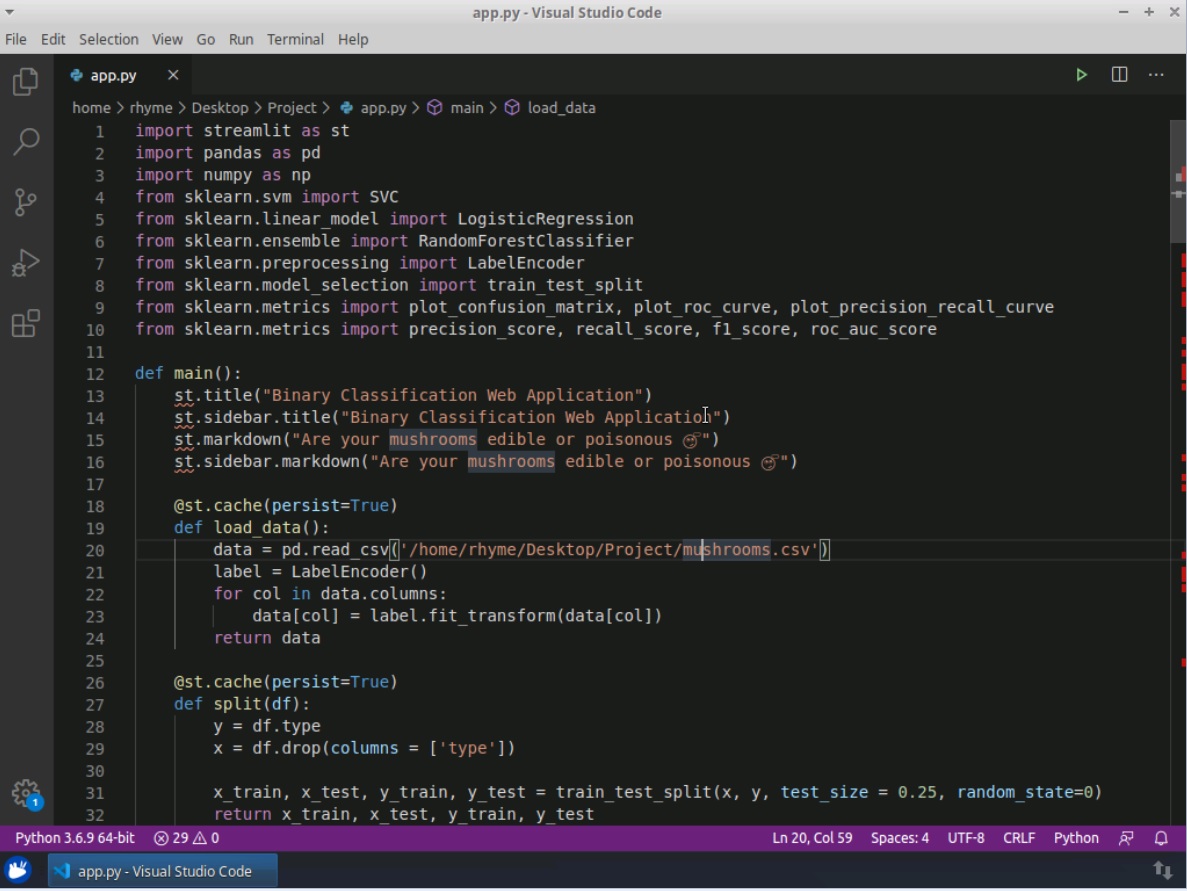 app.py - Visual Studio Code
File Edit Selection View Go Run Terminal Help
app.py
home > rhyme > Desktop > Project > app.py > main > load_data
1 import streamlit as st
2 import pandas as pd
3 import numpy as np
4 from sklearn.svm import SVC
5 from sklearn.linear_model import LogisticRegression
6 from sklearn.ensemble import RandomForestClassifier
7 from sklearn.preprocessing import LabelEncoder
8 from sklearn.model_selection import train_test_split
9 from sklearn.metrics import plot_confusion_matrix, plot_roc_curve, plot_precision_recall_curve
10 from sklearn.metrics import precision_score, recall_score, f1_score, roc_auc_score
11
12 def main():
13     st.title("Binary Classification Web Application")
14     st.sidebar.title("Binary Classification Web Application")
15     st.markdown("Are your mushrooms edible or poisonous 😴")
16     st.sidebar.markdown("Are your mushrooms edible or poisonous 😴")
17
18     @st.cache(persist=True)
19     def load_data():
20         data = pd.read_csv('/home/rhyme/Desktop/Project/mushrooms.csv')
21         label = LabelEncoder()
22         for col in data.columns:
23             data[col] = label.fit_transform(data[col])
24         return data
25
26     @st.cache(persist=True)
27     def split(df):
28         y = df.type
29         x = df.drop(columns = ['type'])
30
31         x_train, x_test, y_train, y_test = train_test_split(x, y, test_size = 0.25, random_state=0)
32         return x_train, x_test, y_train, y_test
1
Python 3.6.9 64-bit 29 0 Ln 20, Col 59 Spaces: 4 UTF-8 CRLF Python
app.py - Visual Studio Code